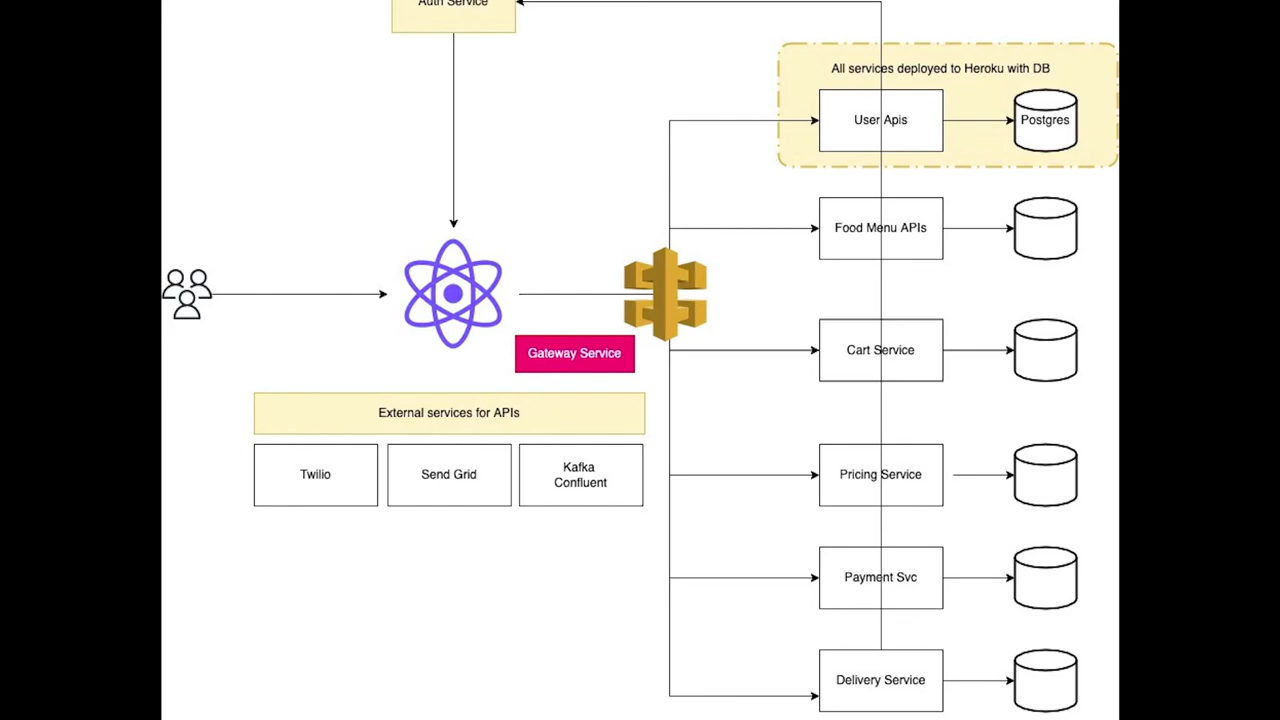 Auth Service
All services deployed to Heroku with DB
User Apis
Postgres
Food Menu APIs
Gateway Service
Cart Service
External services for APIs
Twilio
Send Grid
Kafka
Confluent
Pricing Service
Payment Svc
Delivery Service